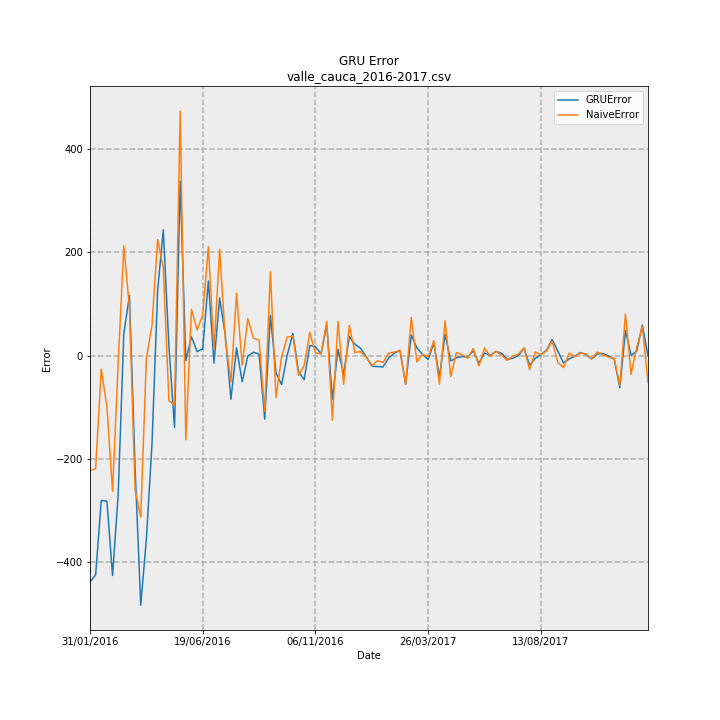 GRU Error
valle_cauca_2016-2017.csv
GRUError
NaiveError
400
200
0
−200
−400
Error
31/01/2016
19/06/2016
06/11/2016
26/03/2017
13/08/2017
Date